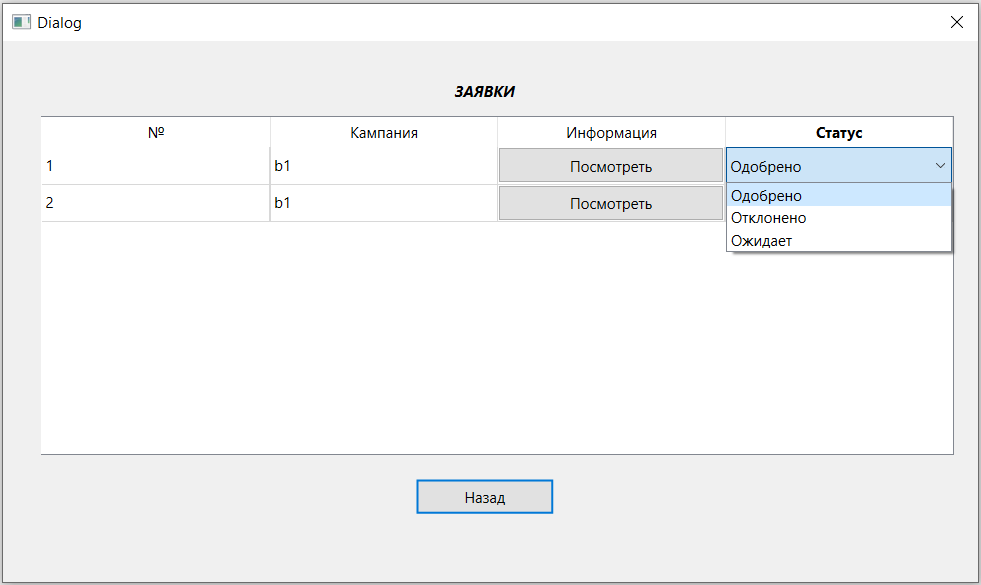 Dialog
ЗАЯВКИ
№ Кампания Информация Статус
1 b1 Посмотреть Одобрено
2 b1 Посмотреть
Одобрено
Отклонено
Ожидает
Назад